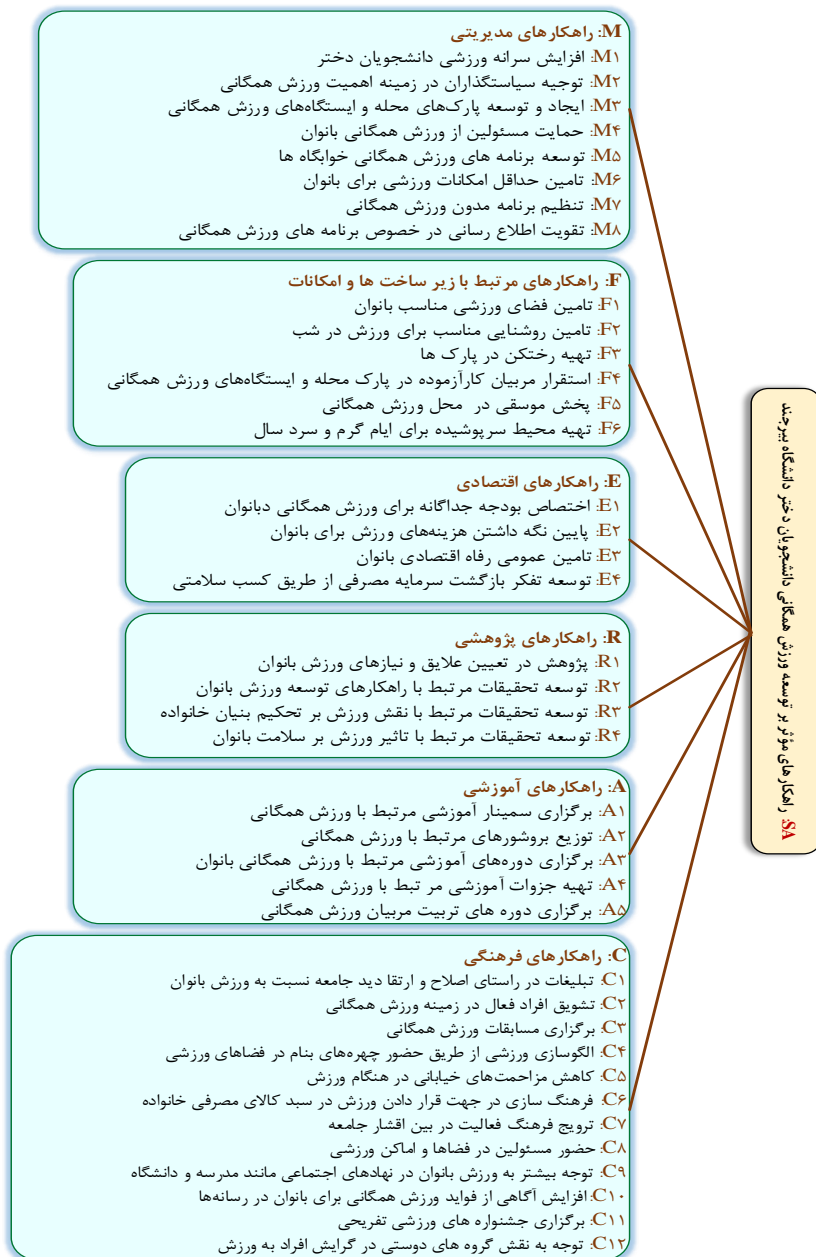 SA: راهکارهای مؤثر بر توسعه ورزش همگانی دانشجویان دختر دانشگاه بیرجند
M: راهکارهای مدیریتی
M۱: افزایش سرانه ورزشی دانشجویان دختر
M۲: توجیه سیاستگذاران در زمینه اهمیت ورزش همگانی
M۳: ایجاد و توسعه پارک‌های محله و ایستگاه‌های ورزش همگانی
M۴: حمایت مسئولین از ورزش همگانی بانوان
M۵: توسعه برنامه های ورزش همگانی خوابگاه ها
M۶: تامین حداقل امکانات ورزشی برای بانوان
M۷: تنظیم برنامه مدون ورزش همگانی
M۸: تقویت اطلاع رسانی در خصوص برنامه های ورزش همگانی
F: راهکارهای مرتبط با زیر ساخت ها و امکانات
F۱: تامین فضای ورزشی مناسب بانوان
F۲: تامین روشنایی مناسب برای ورزش در شب
F۳: تهیه رختکن در پارک ها
F۴: استقرار مربیان کارآزموده در پارک محله و ایستگاه‌های ورزش همگانی
F۵: پخش موسقی در محل ورزش همگانی
F۶: تهیه محیط سرپوشیده برای ایام گرم و سرد سال
E: راهکارهای اقتصادی
E۱: اختصاص بودجه جداگانه برای ورزش همگانی دبانوان
E۲: پایین نگه داشتن هزینه‌های ورزش برای بانوان
E۳: تامین عمومی رفاه اقتصادی بانوان
E۴: توسعه تفکر بازگشت سرمایه مصرفی از طریق کسب سلامتی
R: راهکارهای پژوهشی
R۱: پژوهش در تعیین علایق و نیازهای ورزش بانوان
R۲: توسعه تحقیقات مرتبط با راهکارهای توسعه ورزش بانوان
R۳: توسعه تحقیقات مرتبط با نقش ورزش بر تحکیم بنیان خانواده
R۴: توسعه تحقیقات مرتبط با تاثیر ورزش بر سلامت بانوان
A: راهکارهای آموزشی
A۱: برگزاری سمینار آموزشی مرتبط با ورزش همگانی
A۲: توزیع بروشورهای مرتبط با ورزش همگانی
A۳: برگزاری دوره‌های آموزشی مرتبط با ورزش همگانی بانوان
A۴: تهیه جزوات آموزشی مر تبط با ورزش همگانی
A۵: برگزاری دوره های تربیت مربیان ورزش همگانی
C: راهکارهای فرهنگی
C۱: تبلیغات در راستای اصلاح و ارتقا دید جامعه نسبت به ورزش بانوان
C۲: تشویق افراد فعال در زمینه ورزش همگانی
C۳: برگزاری مسابقات ورزش همگانی
C۴: الگوسازی ورزشی از طریق حضور چهره‌های بنام در فضاهای ورزشی
C۵: کاهش مزاحمت‌های خیابانی در هنگام ورزش
C۶: فرهنگ سازی در جهت قرار دادن ورزش در سبد کالای مصرفی خانواده
C۷: ترویج فرهنگ فعالیت در بین اقشار جامعه
C۸: حضور مسئولین در فضاها و اماکن ورزشی
C۹: توجه بیشتر به ورزش بانوان در نهادهای اجتماعی مانند مدرسه و دانشگاه
C۱۰: افزایش آگاهی از فواید ورزش همگانی برای بانوان در رسانه‌ها
C۱۱: برگزاری جشنواره های ورزشی تفریحی
C۱۲: توجه به نقش گروه های دوستی در گرایش افراد به ورزش